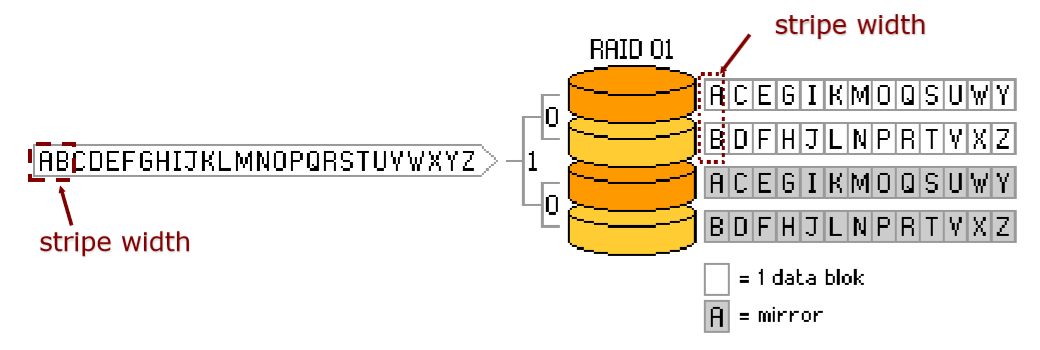 stripe width
RAID 01
A C E G I K M O Q S U W Y
0
B D F H J L N P R T V X Z
ABCDEFGHIJKLMNOPQRSTUVWXYZ
1
A C E G I K M O Q S U W Y
0
B D F H J L N P R T V X Z
stripe width
= 1 data blok
A = mirror